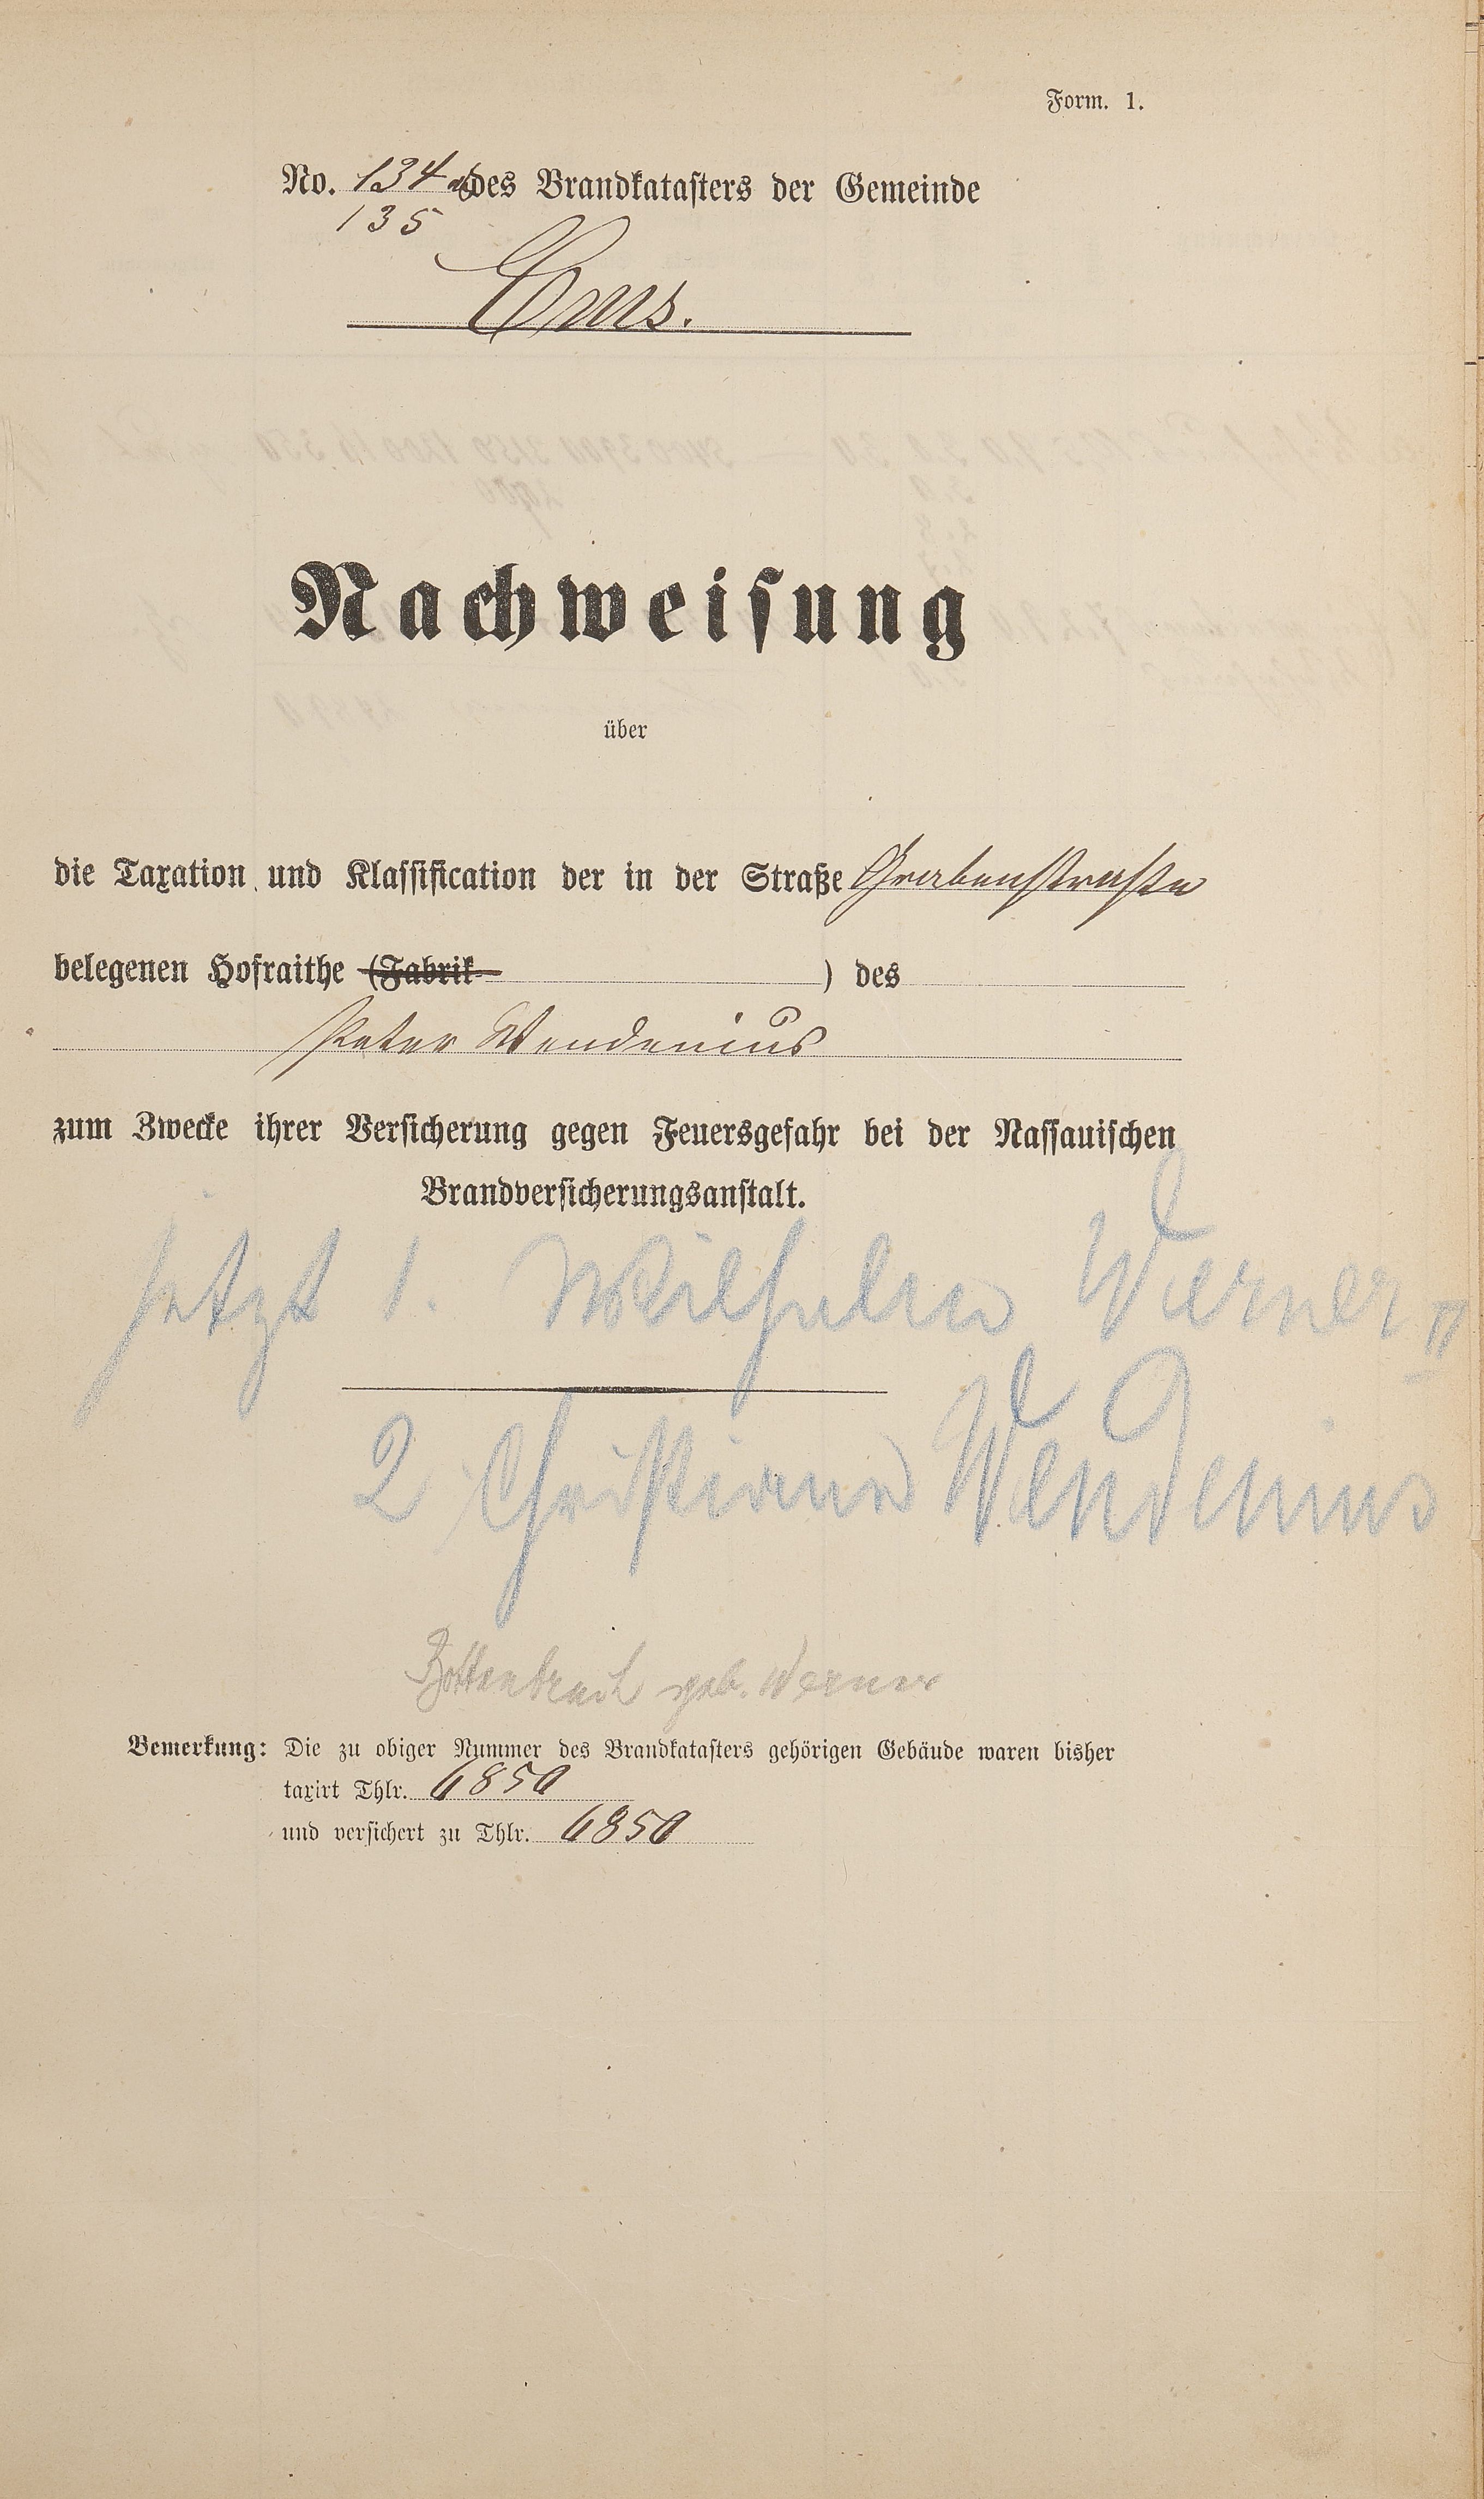 Form. 1.
No. 134 ab des Brandkatasters der Gemeinde
135
Ems.
Nachweisung
über
die Taxation und Klassification der in der Straße Grabenstraße
belegenen Hofraithe (Fabrik ) des
Peter Wendenius
zum Zwecke ihrer Versicherung gegen Feuersgefahr bei der Nassauischen
Brandversicherungsanstalt.
jetzt 1. Wilhelm Werner II
2 Christian Wendenius
geb. Werner
Bemerkung: Die zu obiger Nummer des Brandkatasters gehörigen Gebäude waren bisher
taxirt Thlr. 6850
und versichert zu Thlr. 6850